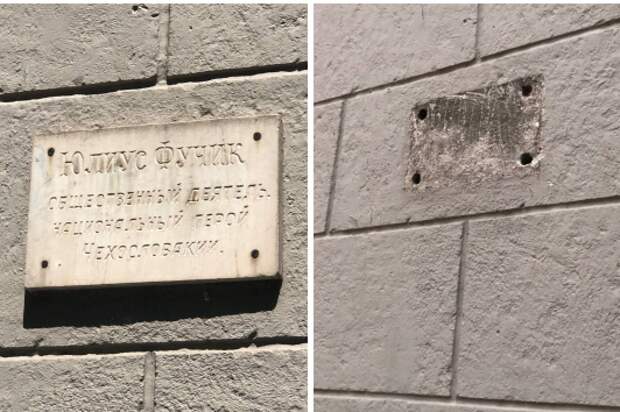 Юлиус Фучик
общественный деятель,
национальный герой
Чехословакии.